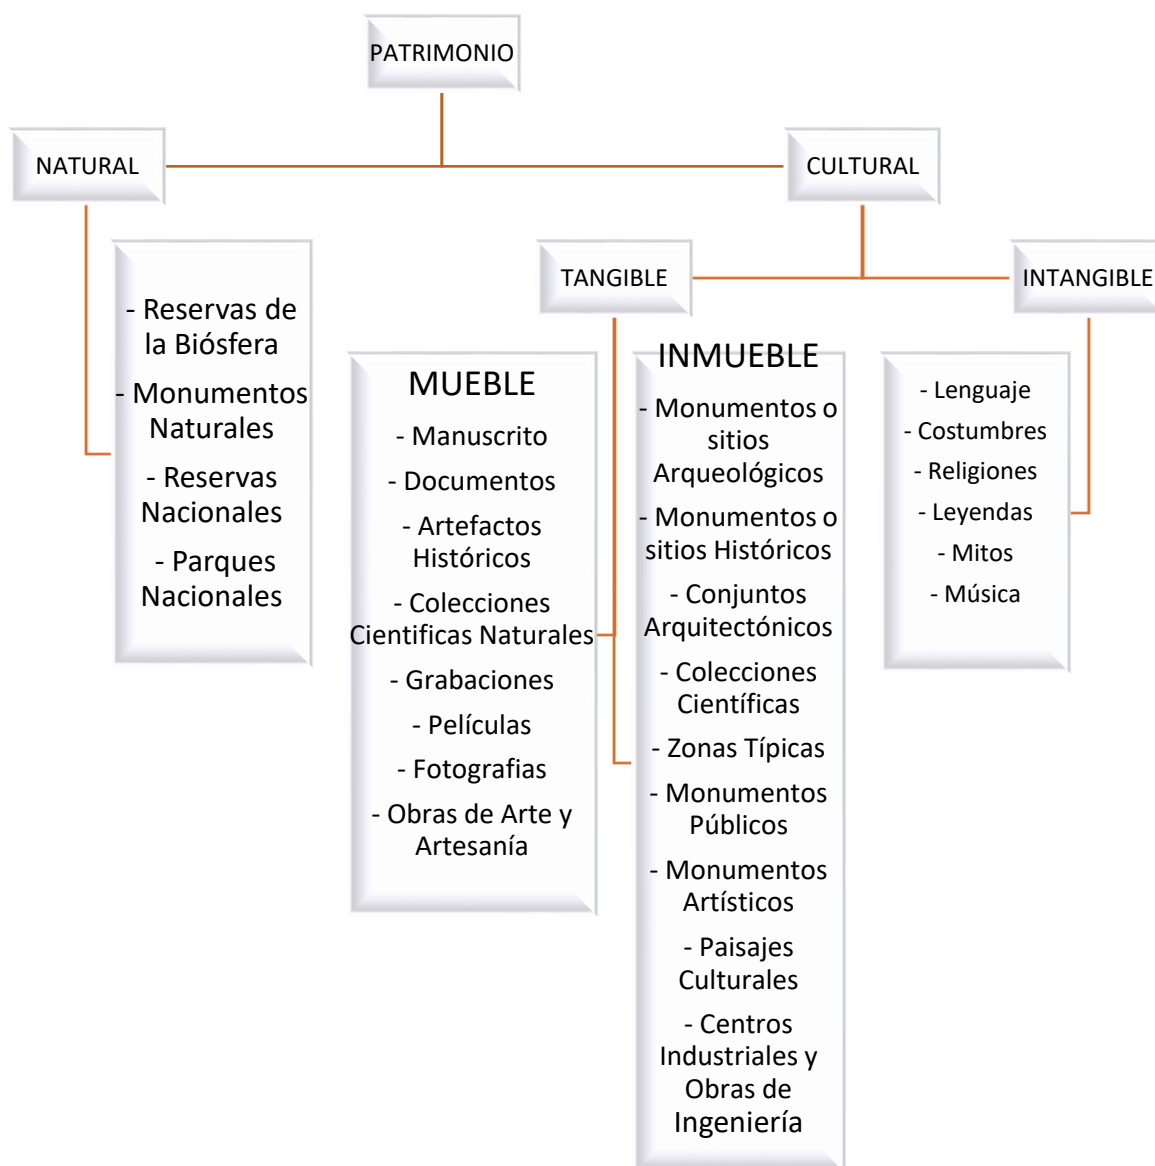 PATRIMONIO
NATURAL
CULTURAL
- Reservas de
la Biósfera
- Monumentos
Naturales
- Reservas
Nacionales
- Parques
Nacionales
TANGIBLE
INTANGIBLE
MUEBLE
- Manuscrito
- Documentos
- Artefactos
Históricos
- Colecciones
Cientificas Naturales
- Grabaciones
- Películas
- Fotografias
- Obras de Arte y
Artesanía
INMUEBLE
- Monumentos o
sitios
Arqueológicos
- Monumentos o
sitios Históricos
- Conjuntos
Arquitectónicos
- Colecciones
Científicas
- Zonas Típicas
- Monumentos
Públicos
- Monumentos
Artísticos
- Paisajes
Culturales
- Centros
Industriales y
Obras de
Ingeniería
- Lenguaje
- Costumbres
- Religiones
- Leyendas
- Mitos
- Música